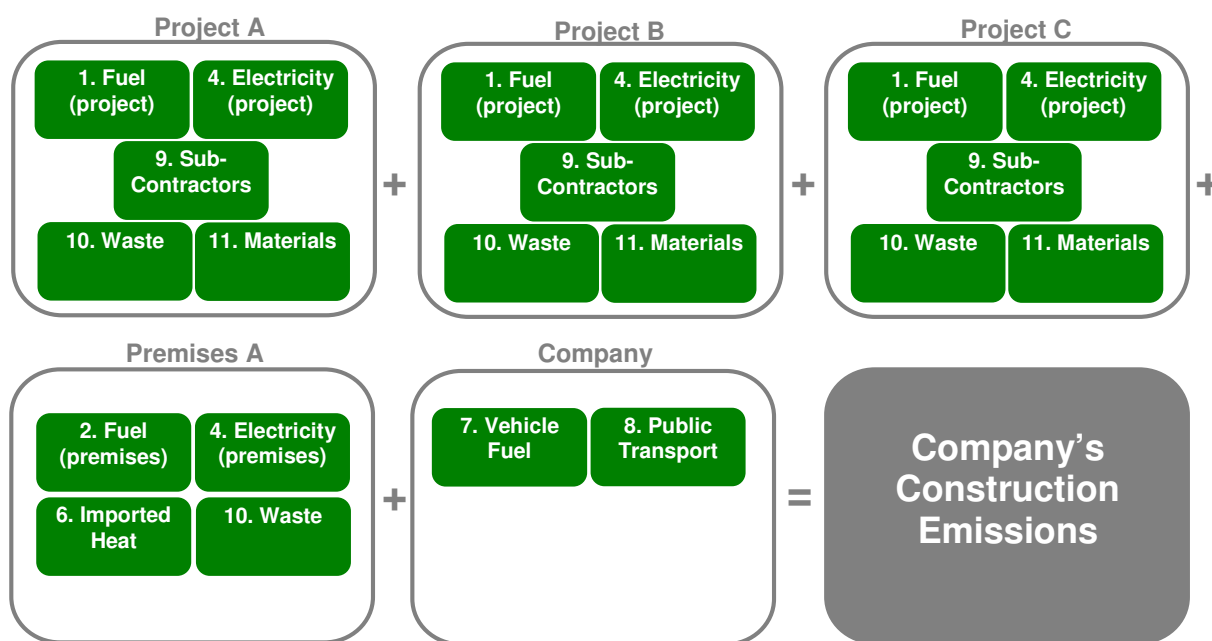 Project A
1. Fuel
(project)
4. Electricity
(project)
9. Sub-
Contractors
10. Waste
11. Materials
+
Project B
1. Fuel
(project)
4. Electricity
(project)
9. Sub-
Contractors
10. Waste
11. Materials
+
Project C
1. Fuel
(project)
4. Electricity
(project)
9. Sub-
Contractors
10. Waste
11. Materials
+
Premises A
2. Fuel
(premises)
4. Electricity
(premises)
6. Imported
Heat
10. Waste
+
Company
7. Vehicle
Fuel
8. Public
Transport
=
Company’s
Construction
Emissions